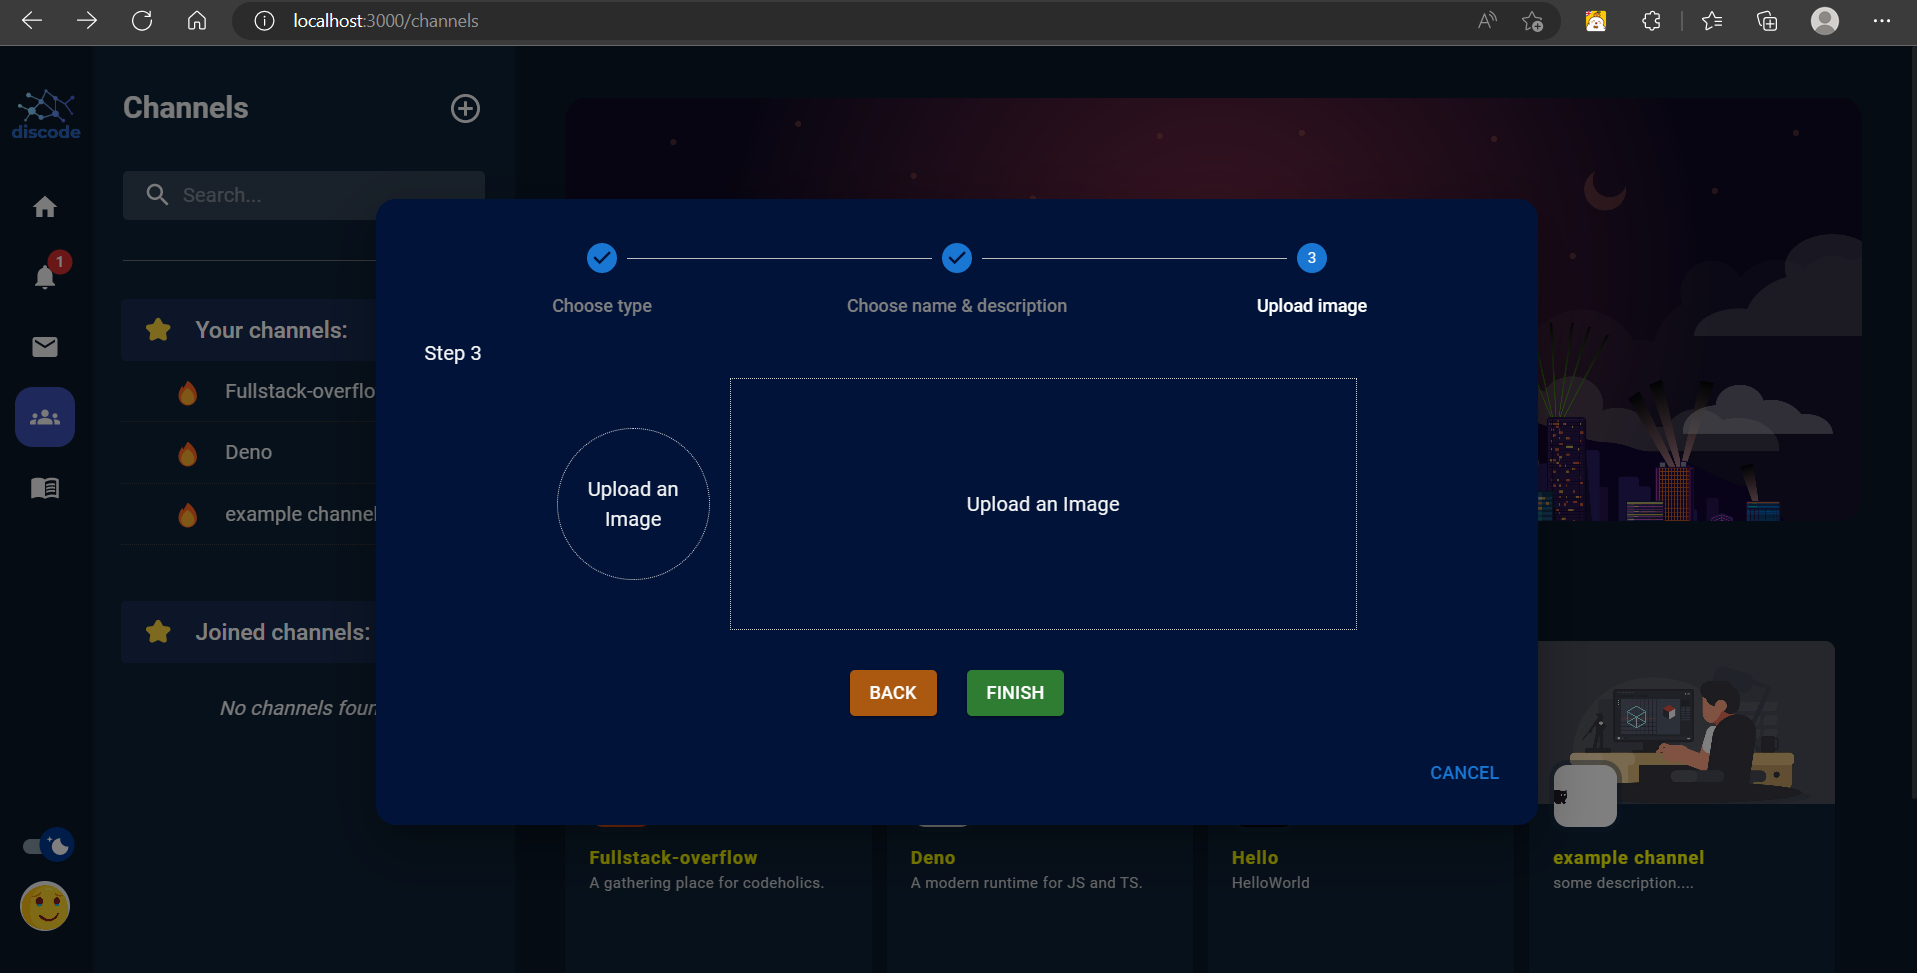 localhost:3000/channels
discode
Channels
Search...
1
Your channels:
Fullstack-overflo
Deno
example channel
Joined channels:
No channels foun
3
Choose type
Choose name & description
Upload image
Step 3
Upload an
Image
Upload an Image
BACK
FINISH
CANCEL
Fullstack-overflow
A gathering place for codeholics.
Deno
A modern runtime for JS and TS.
Hello
HelloWorld
example channel
some description....